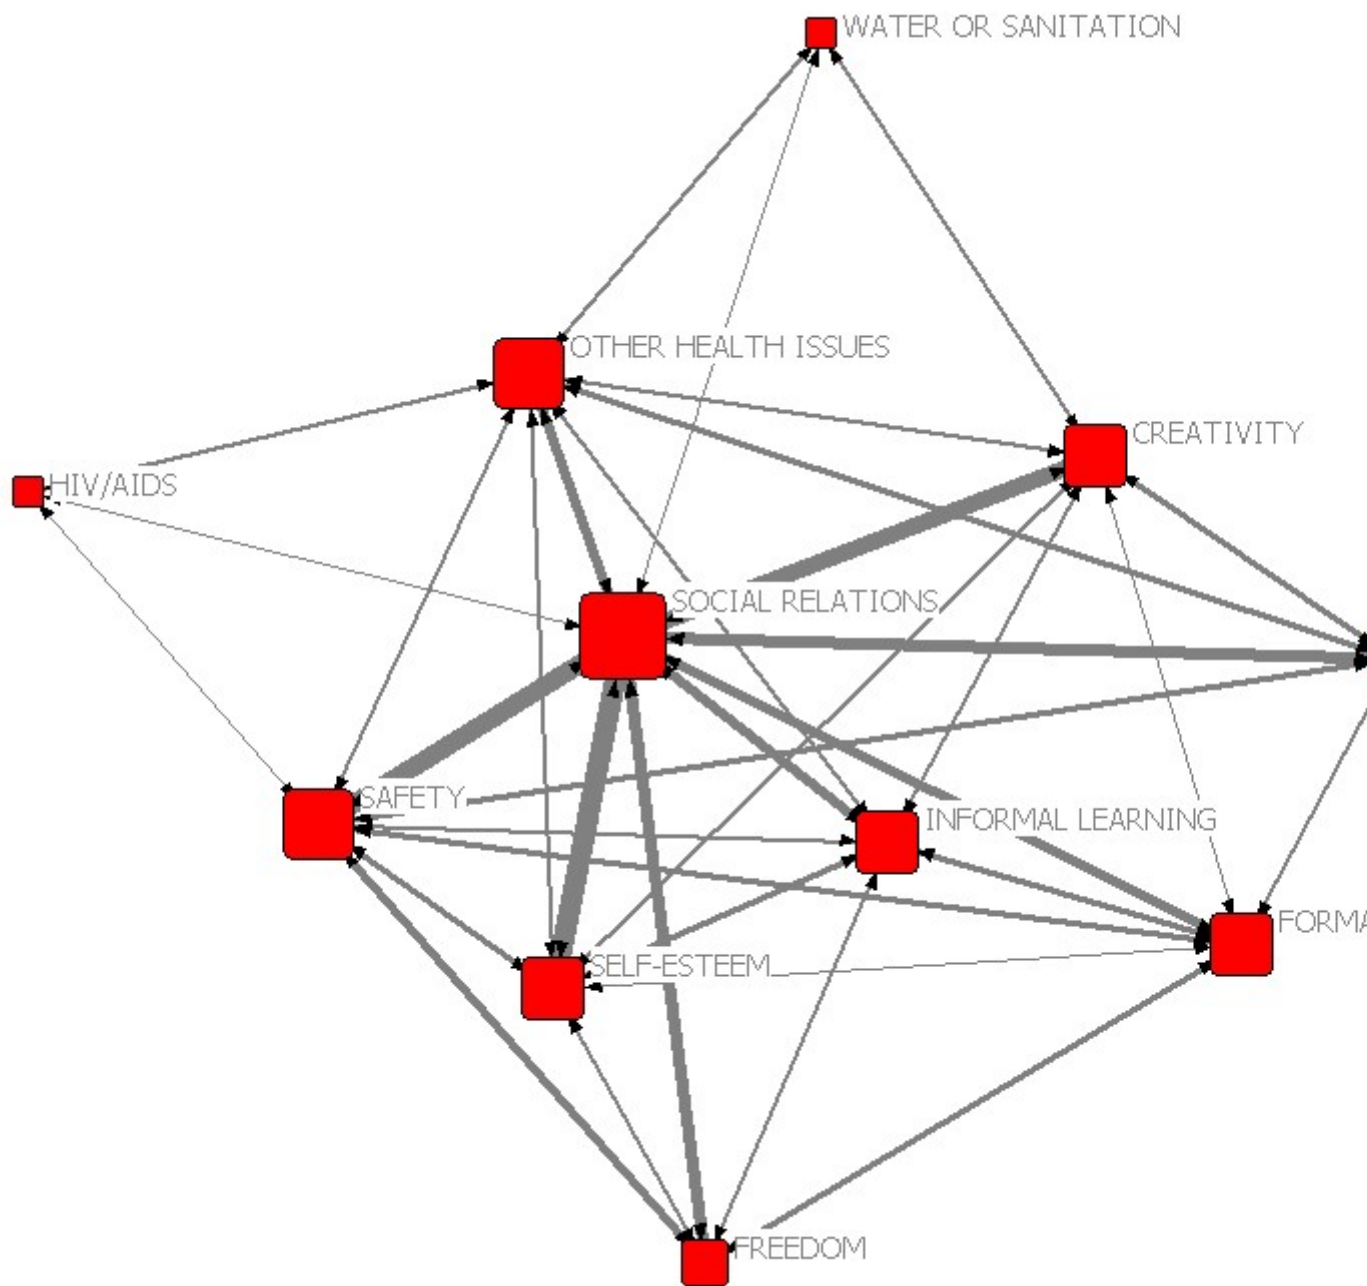 WATER OR SANITATION
OTHER HEALTH ISSUES
CREATIVITY
HIV/AIDS
SOCIAL RELATIONS
SAFETY
INFORMAL LEARNING
FORMA
SELF-ESTEEM
FREEDOM